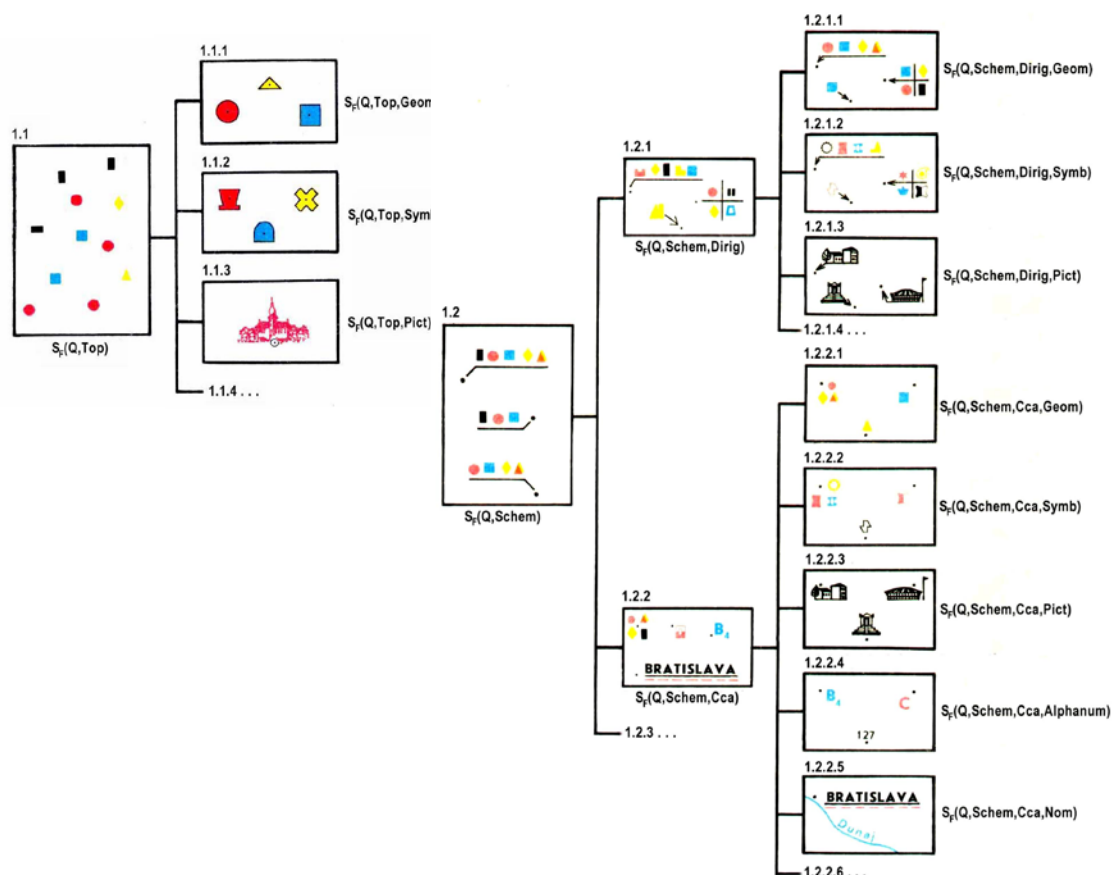 1.1
S_F(Q,Top)
1.1.1
S_F(Q,Top,Geon
1.1.2
S_F(Q,Top,Sym
1.1.3
S_F(Q,Top,Pict)
1.1.4 . . .
1.2
S_F(Q,Schem)
1.2.1
S_F(Q,Schem,Dirig)
1.2.1.1
S_F(Q,Schem,Dirig,Geom)
1.2.1.2
S_F(Q,Schem,Dirig,Symb)
1.2.1.3
S_F(Q,Schem,Dirig,Pict)
1.2.1.4 . . .
1.2.2
B₄
BRATISLAVA
S_F(Q,Schem,Cca)
1.2.3 . . .
1.2.2.1
S_F(Q,Schem,Cca,Geom)
1.2.2.2
S_F(Q,Schem,Cca,Symb)
1.2.2.3
S_F(Q,Schem,Cca,Pict)
1.2.2.4
B₄ C
127
S_F(Q,Schem,Cca,Alphanum)
1.2.2.5
BRATISLAVA
Dunaj
S_F(Q,Schem,Cca,Nom)
1.2.2.6 . . .